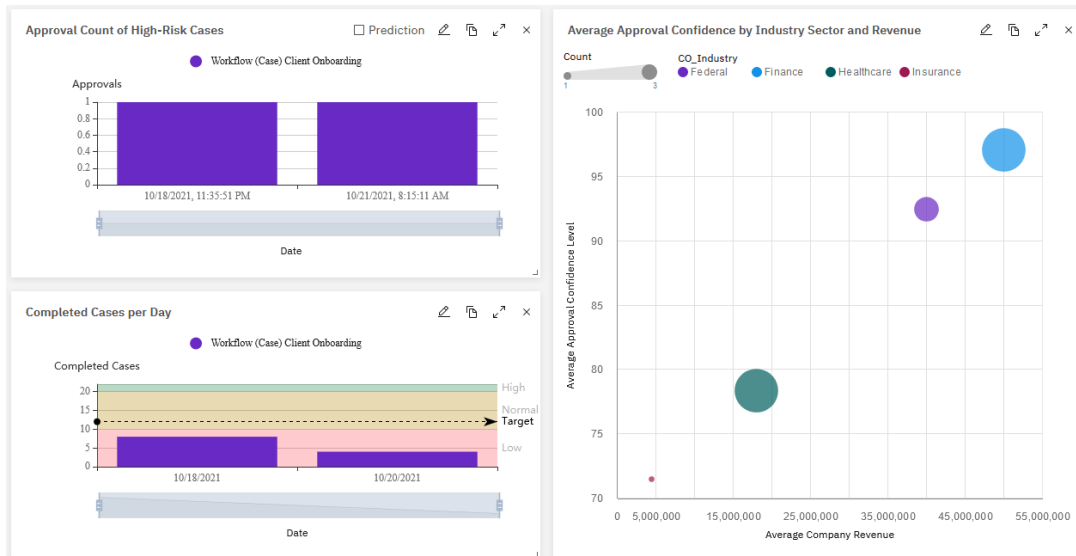 Approval Count of High-Risk Cases
Prediction
Workflow (Case) Client Onboarding
Approvals
1
0.8
0.6
0.4
0.2
0
10/18/2021, 11:35:51 PM
10/21/2021, 8:15:11 AM
Date
Completed Cases per Day
Workflow (Case) Client Onboarding
Completed Cases
20
15
10
5
0
High
Normal
Target
Low
10/18/2021
10/20/2021
Date
Average Approval Confidence by Industry Sector and Revenue
Count
1
3
CO_Industry
Federal
Finance
Healthcare
Insurance
Average Approval Confidence Level
100
95
90
85
80
75
70
0
5,000,000
15,000,000
25,000,000
35,000,000
45,000,000
55,000,000
Average Company Revenue